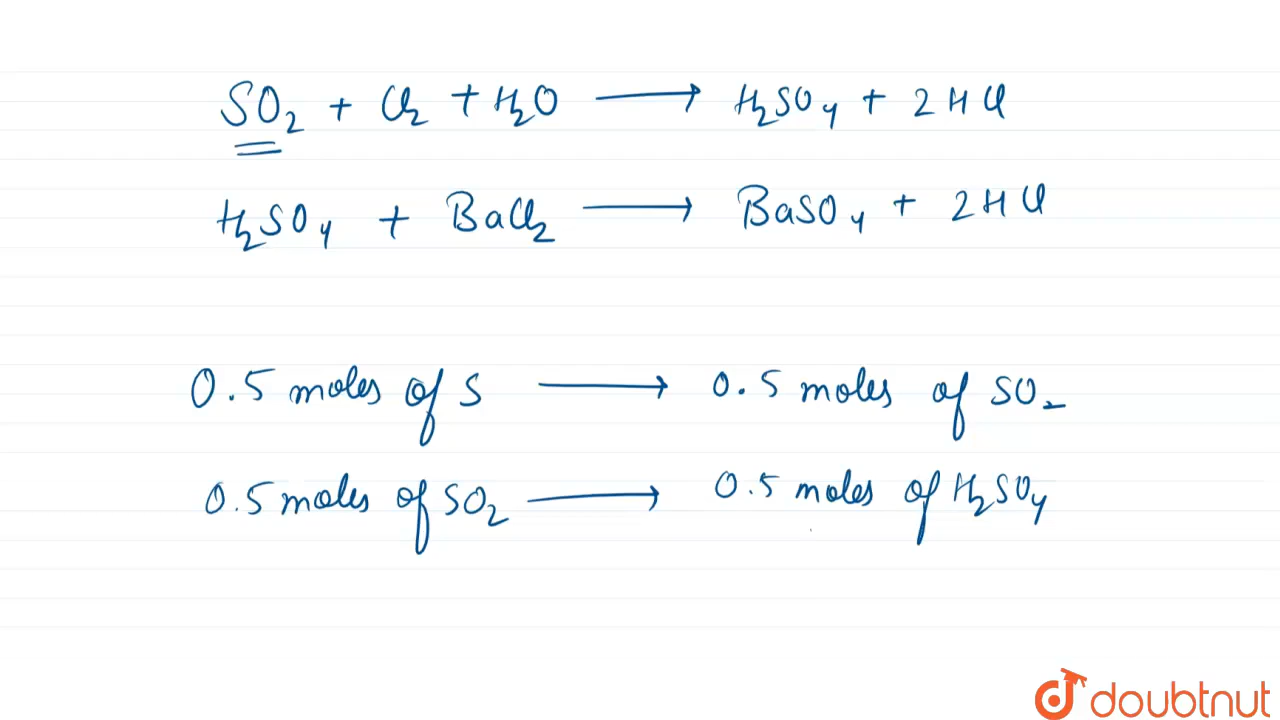 SO2 + Cl2 + H2O → H2SO4 + 2HCl
H2SO4 + BaCl2 → BaSO4 + 2HCl
0.5 moles of S → 0.5 moles of SO2
0.5 moles of SO2 → 0.5 moles of H2SO4
doubtnut